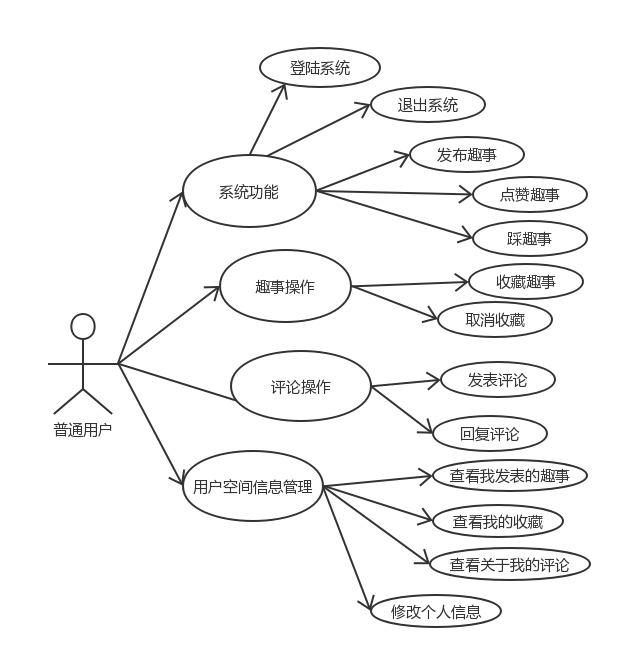 登陆系统
退出系统
发布趣事
系统功能
点赞趣事
踩趣事
趣事操作
收藏趣事
取消收藏
评论操作
发表评论
普通用户
回复评论
用户空间信息管理
查看我发表的趣事
查看我的收藏
查看关于我的评论
修改个人信息